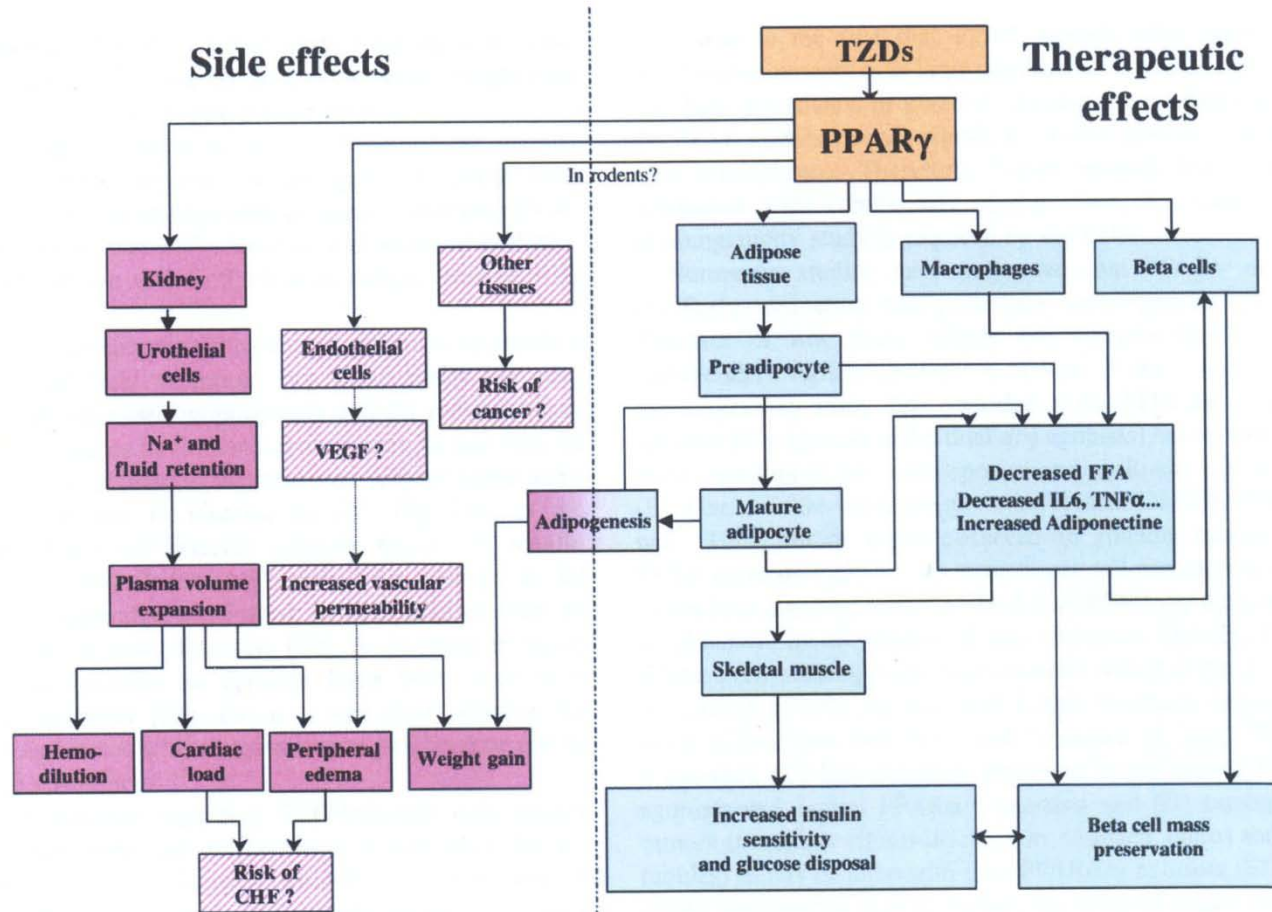 Side effects
TZDs
Therapeutic
effects
PPARγ
In rodents?
Kidney
Other
tissues
Adipose
tissue
Macrophages
Beta cells
Urothelial
cells
Endothelial
cells
Pre adipocyte
Risk of
cancer ?
Na⁺ and
fluid retention
VEGF ?
Decreased FFA
Decreased IL6, TNFα...
Increased Adiponectine
Adipogenesis
Mature
adipocyte
Plasma volume
expansion
Increased vascular
permeability
Skeletal muscle
Hemo-
dilution
Cardiac
load
Peripheral
edema
Weight gain
Increased insulin
sensitivity
and glucose disposal
Beta cell mass
preservation
Risk of
CHF ?